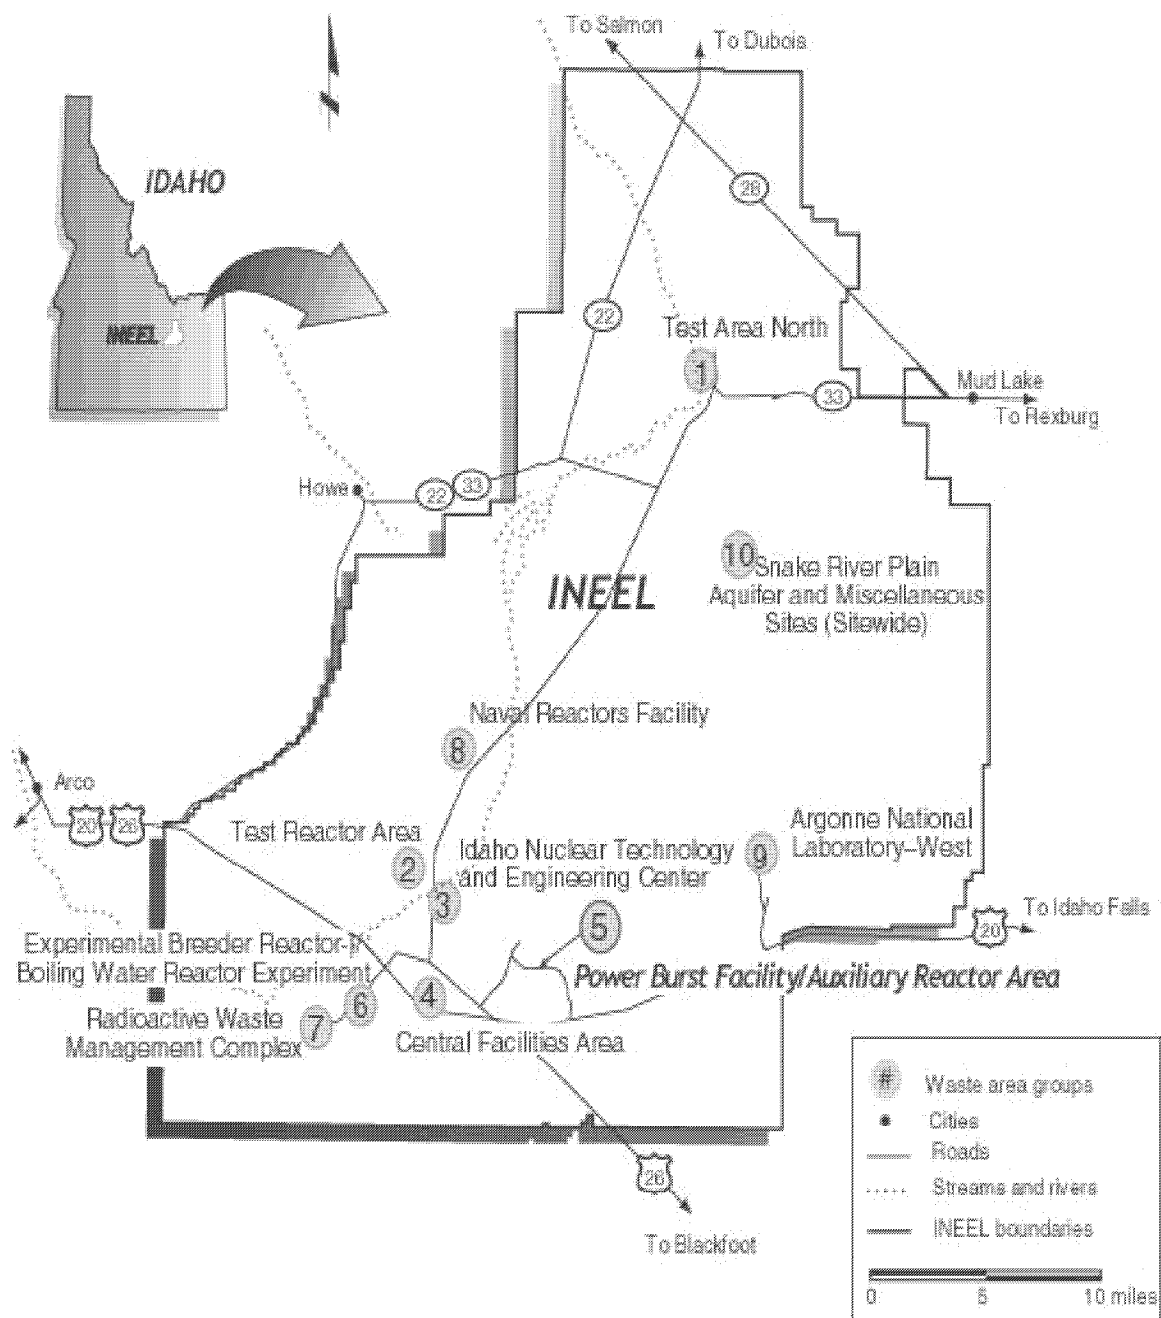 To Salmon
To Dubois
IDAHO
28
INEEL
22
Test Area North
1
Mud Lake
33
To Rexburg
Howe
22
33
10
Snake River Plain
Aquifer and Miscellaneous
Sites (Sitewide)
INEEL
Naval Reactors Facility
8
Arco
20
26
Test Reactor Area
2
Idaho Nuclear Technology
and Engineering Center
3
9
Argonne National
Laboratory–West
5
To Idaho Falls
20
Experimental Breeder Reactor-I/
Boiling Water Reactor Experiment
6
4
Power Burst Facility/Auxiliary Reactor Area
Radioactive Waste
Management Complex
7
Central Facilities Area
26
To Blackfoot
# Waste area groups
Cities
Roads
Streams and rivers
INEEL boundaries
0 5 10 miles